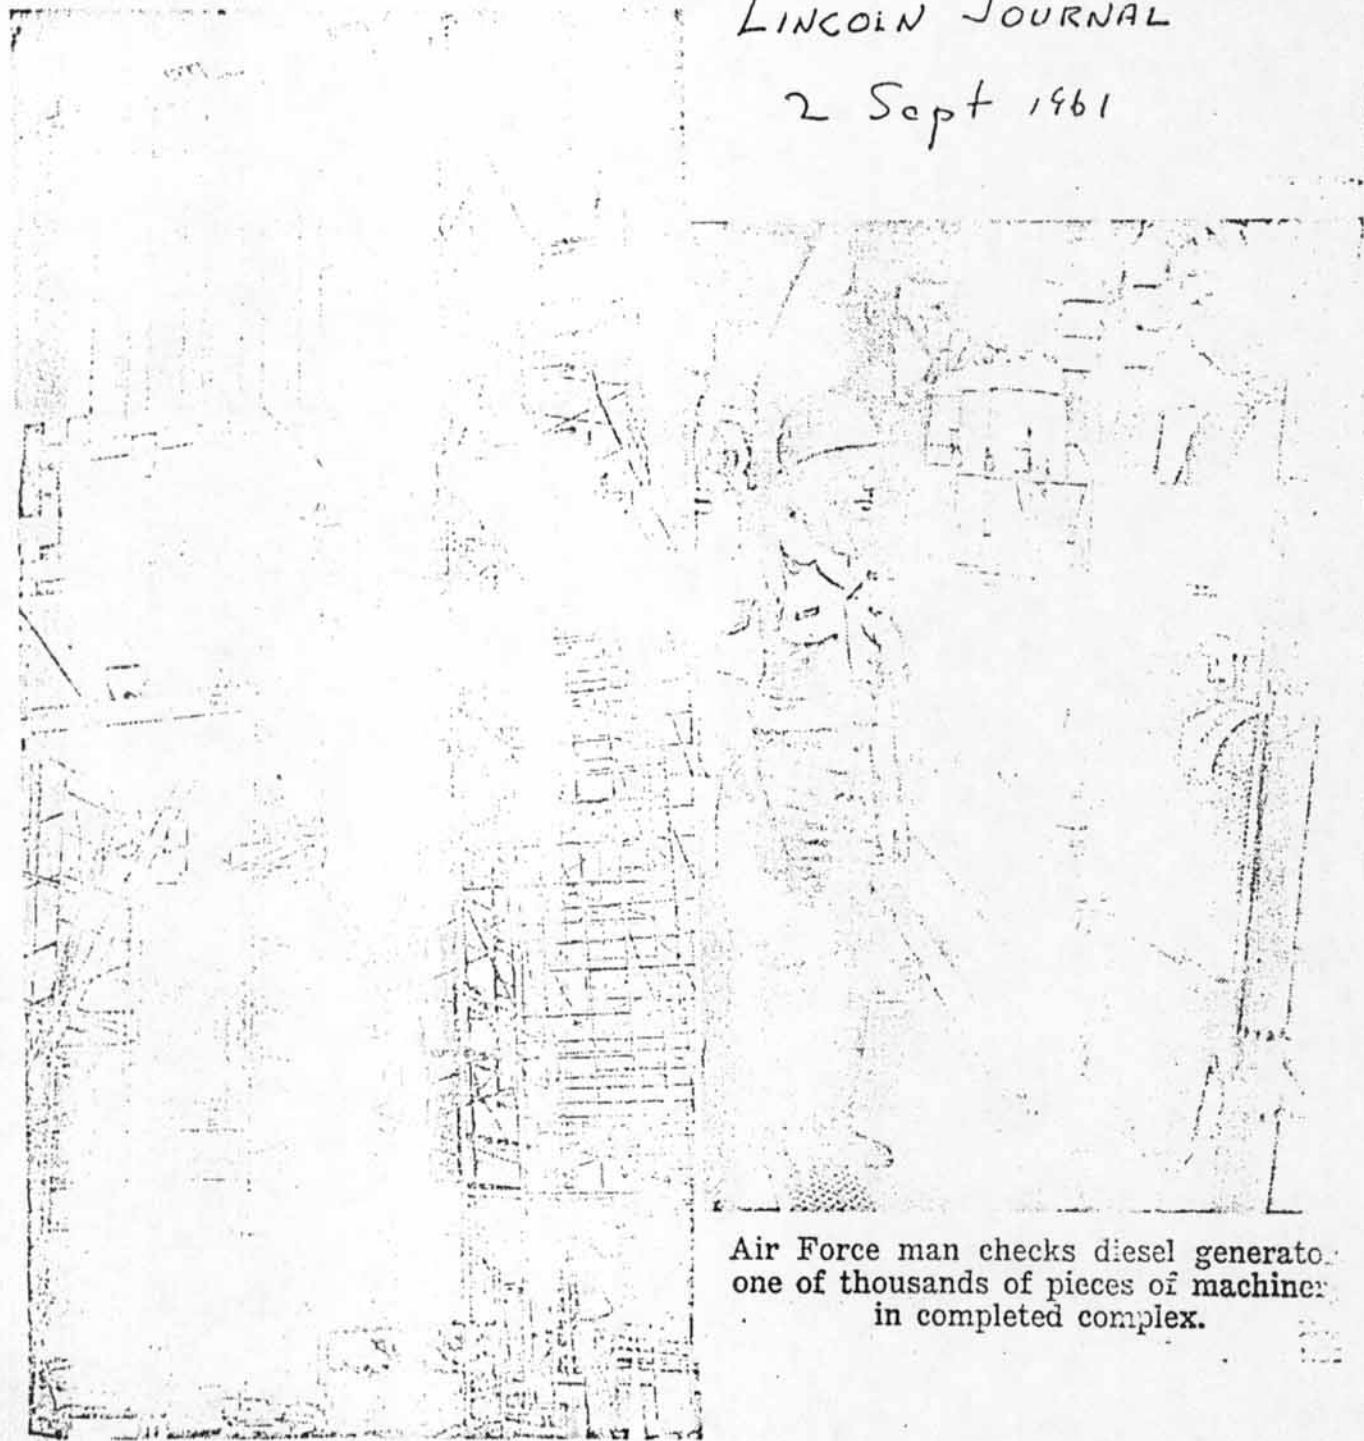 LINCOLN JOURNAL
2 Sept 1961
Air Force man checks diesel generato
one of thousands of pieces of machiner
in completed complex.